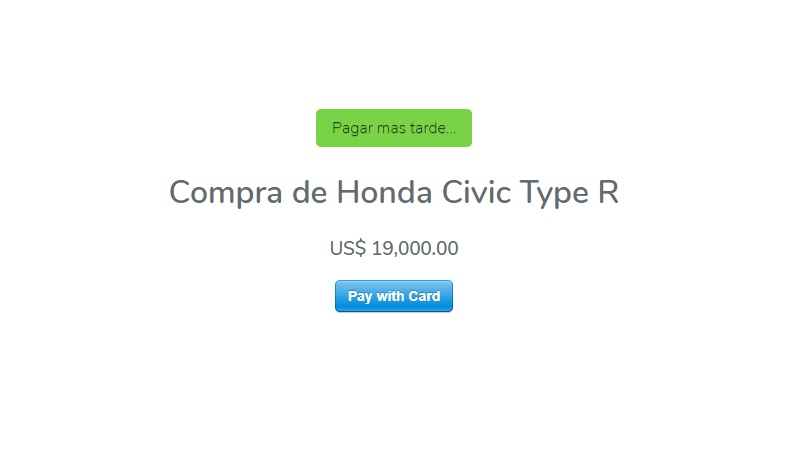 Pagar mas tarde...
Compra de Honda Civic Type R
US$ 19,000.00
Pay with Card